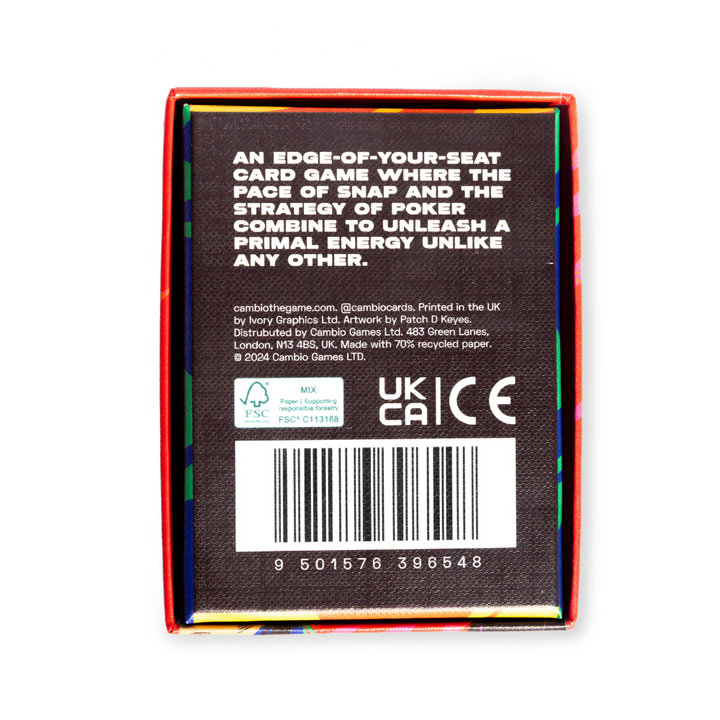 AN EDGE-OF-YOUR-SEAT
CARD GAME WHERE THE
PACE OF SNAP AND THE
STRATEGY OF POKER
COMBINE TO UNLEASH A
PRIMAL ENERGY UNLIKE
ANY OTHER.
cambiothegame.com. @cambiocards. Printed in the UK
by Ivory Graphics Ltd. Artwork by Patch D Keyes.
Distrubuted by Cambio Games Ltd. 483 Green Lanes,
London, N13 4BS, UK. Made with 70% recycled paper.
© 2024 Cambio Games LTD.
MIX
Paper | Supporting
responsible forestry
FSC® C113188
FSC
UK
CA
CE
9 501576 396548